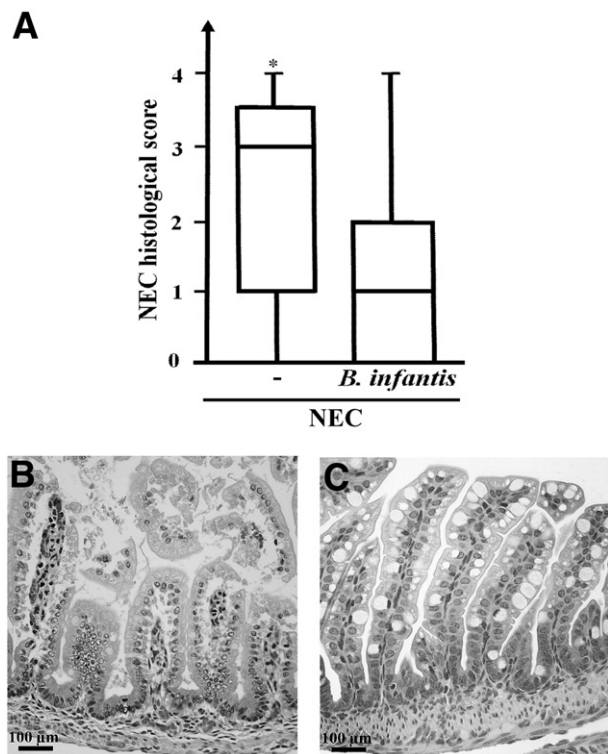 A
NEC histological score
4
3
2
1
0
*
- B. infantis
NEC
B
100 µm
C
100 µm